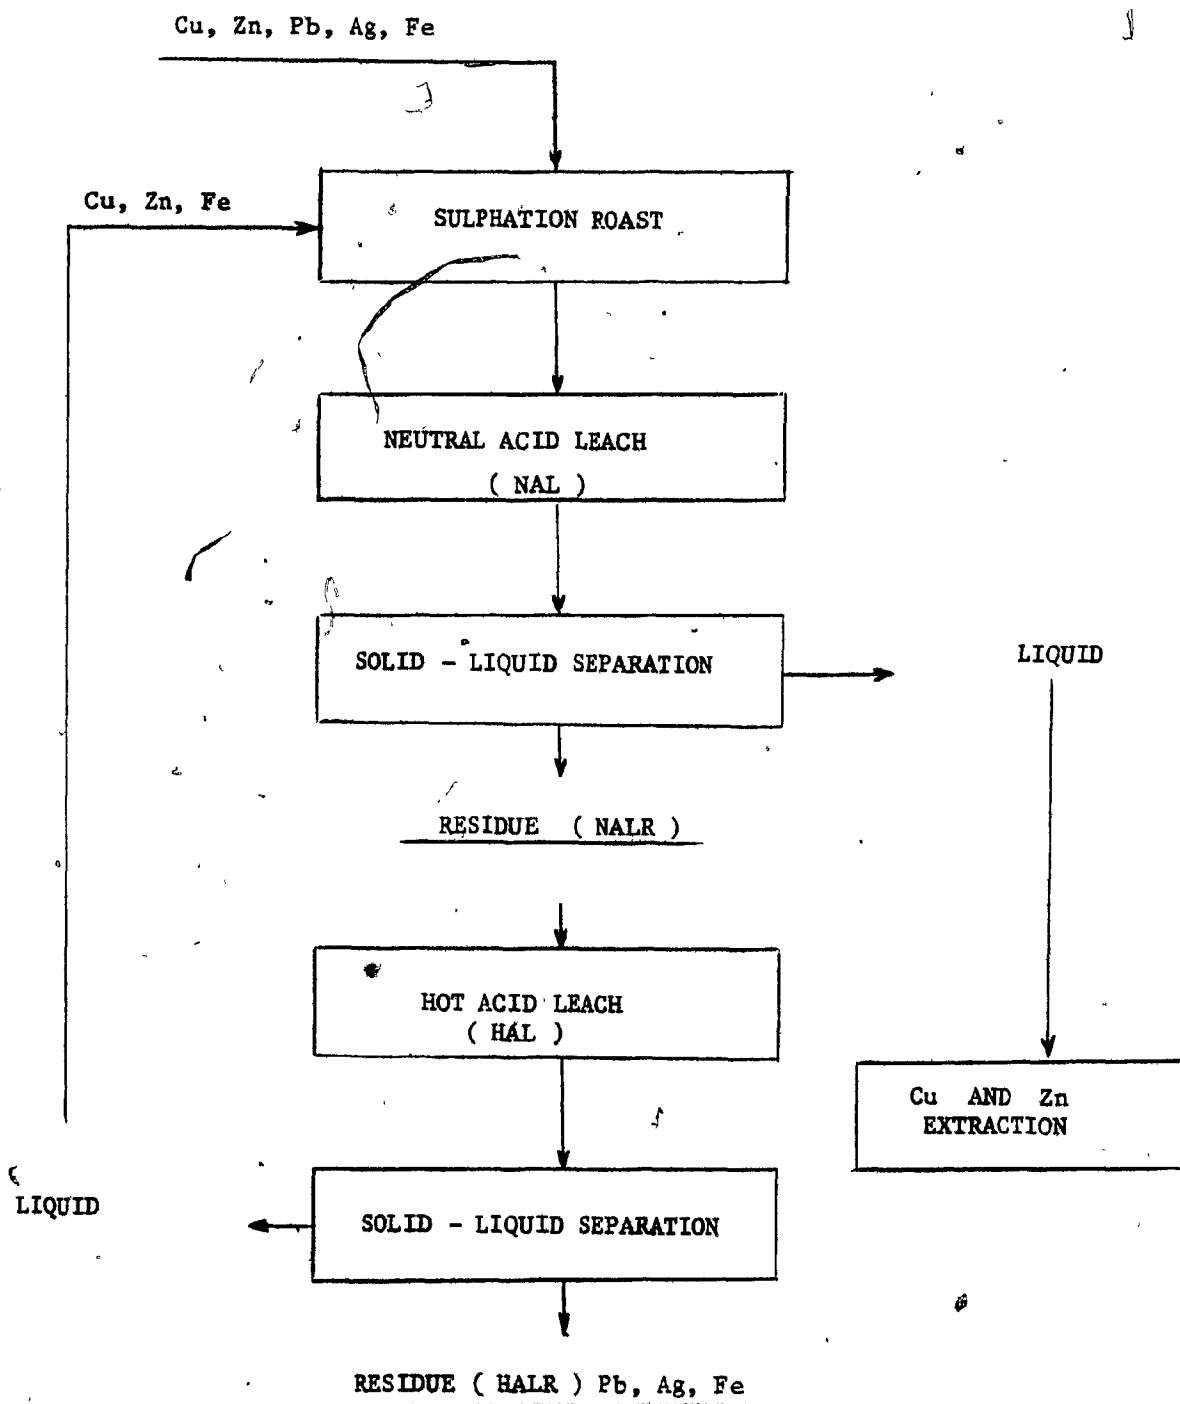 Cu, Zn, Pb, Ag, Fe
Cu, Zn, Fe
SULPHATION ROAST
NEUTRAL ACID LEACH
( NAL )
SOLID - LIQUID SEPARATION
LIQUID
RESIDUE ( NALR )
HOT ACID LEACH
( HAL )
Cu AND Zn
EXTRACTION
LIQUID
SOLID - LIQUID SEPARATION
RESIDUE ( HALR ) Pb, Ag, Fe